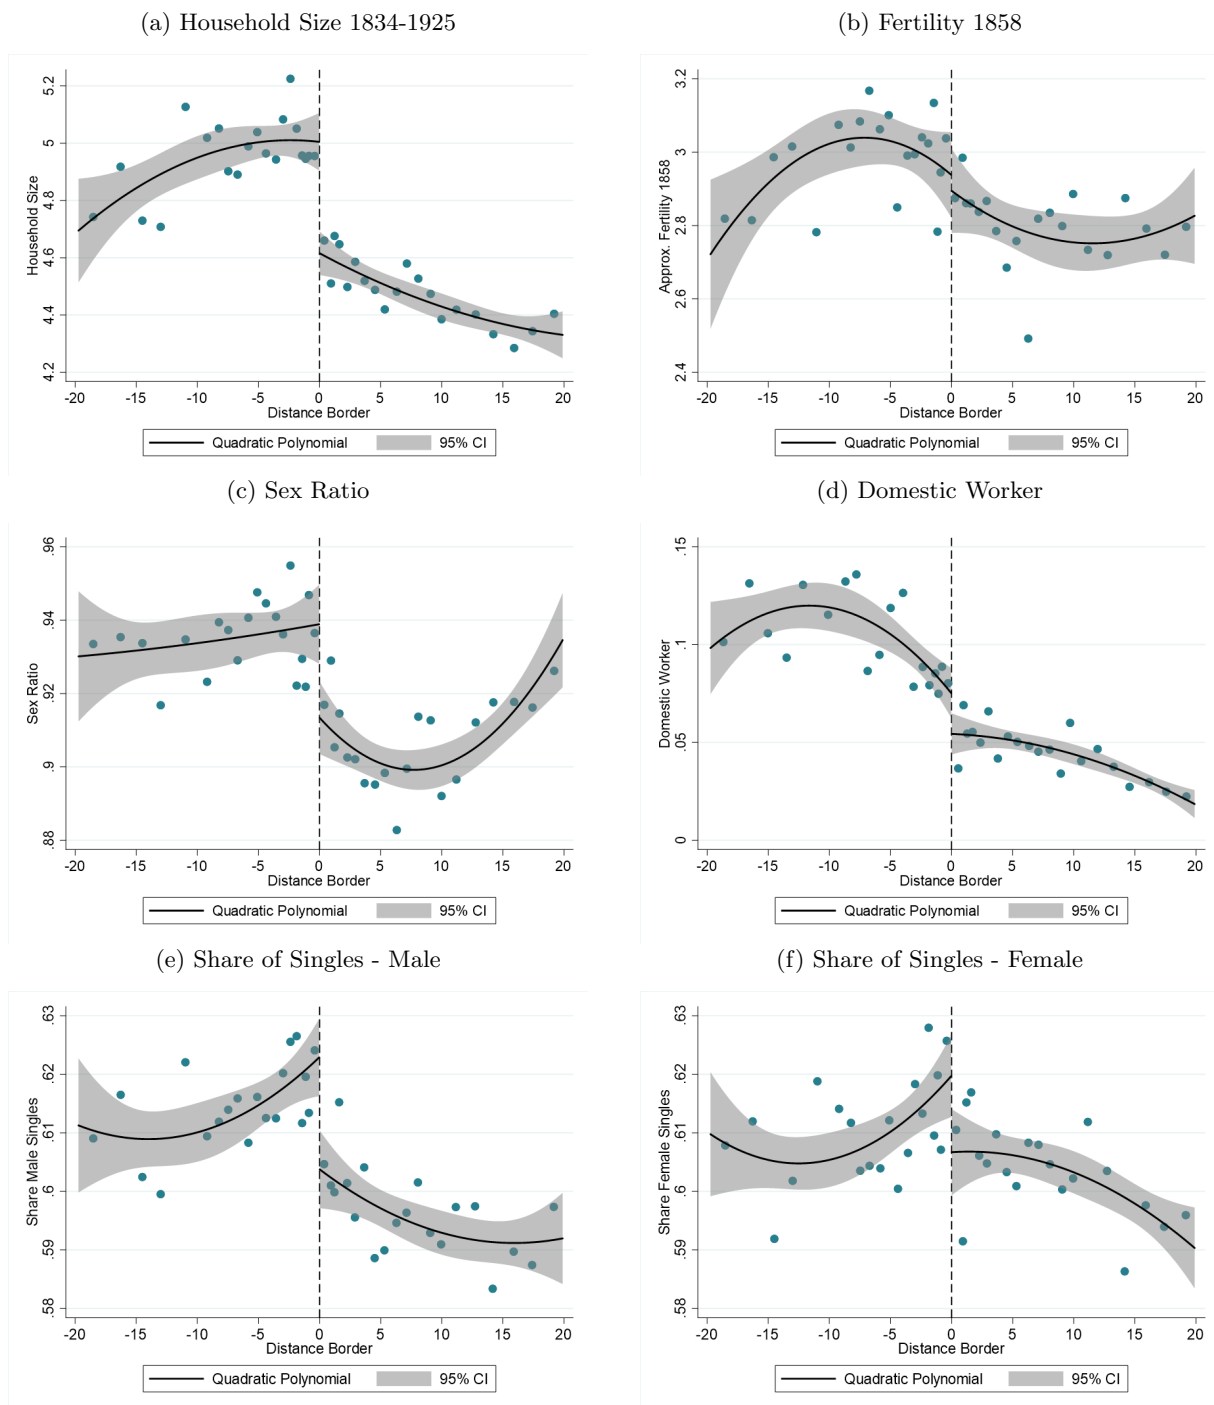 (a) Household Size 1834-1925
Household Size
5.2
5
4.8
4.6
4.4
4.2
-20 -15 -10 -5 0 5 10 15 20
Distance Border
Quadratic Polynomial 95% CI
(b) Fertility 1858
Approx. Fertility 1858
3.2
3
2.8
2.6
2.4
-20 -15 -10 -5 0 5 10 15 20
Distance Border
Quadratic Polynomial 95% CI
(c) Sex Ratio
Sex Ratio
.96
.94
.92
.9
.88
-20 -15 -10 -5 0 5 10 15 20
Distance Border
Quadratic Polynomial 95% CI
(d) Domestic Worker
Domestic Worker
.15
.1
.05
0
-20 -15 -10 -5 0 5 10 15 20
Distance Border
Quadratic Polynomial 95% CI
(e) Share of Singles - Male
Share Male Singles
.63
.62
.61
.6
.59
.58
-20 -15 -10 -5 0 5 10 15 20
Distance Border
Quadratic Polynomial 95% CI
(f) Share of Singles - Female
Share Female Singles
.63
.62
.61
.6
.59
.58
-20 -15 -10 -5 0 5 10 15 20
Distance Border
Quadratic Polynomial 95% CI